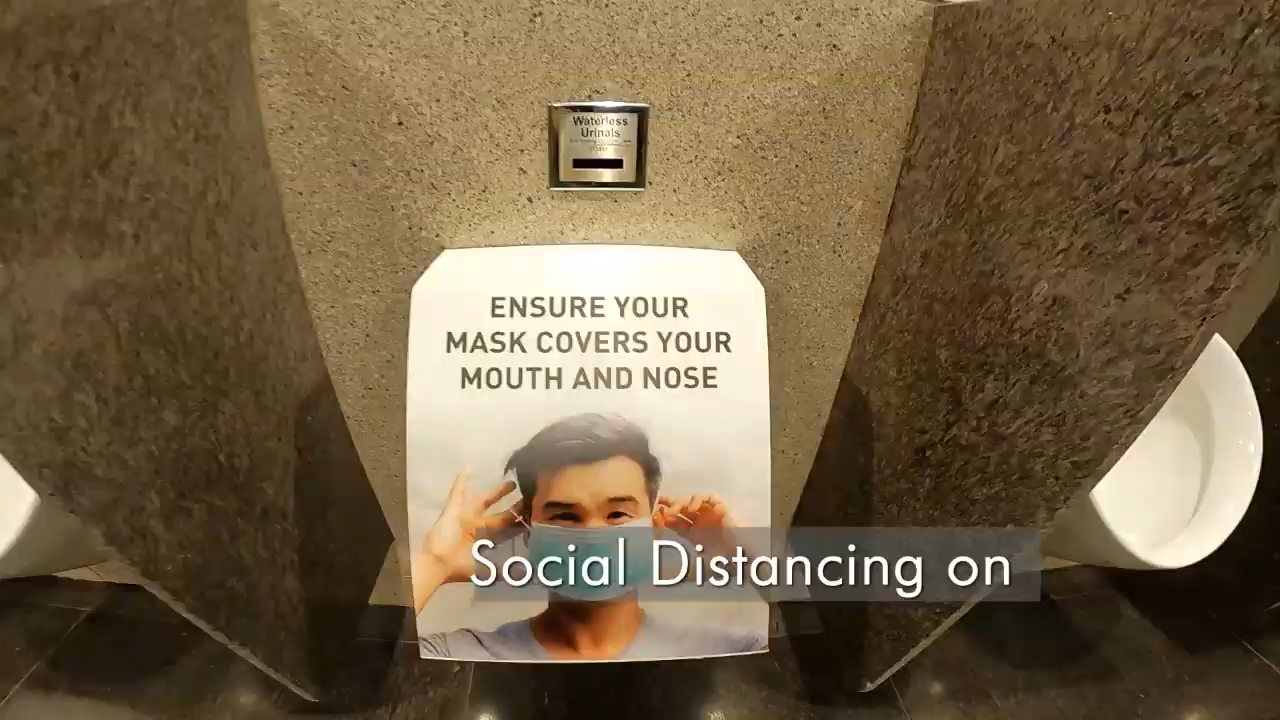 Waterless
Urinals
ENSURE YOUR
MASK COVERS YOUR
MOUTH AND NOSE
Social Distancing on